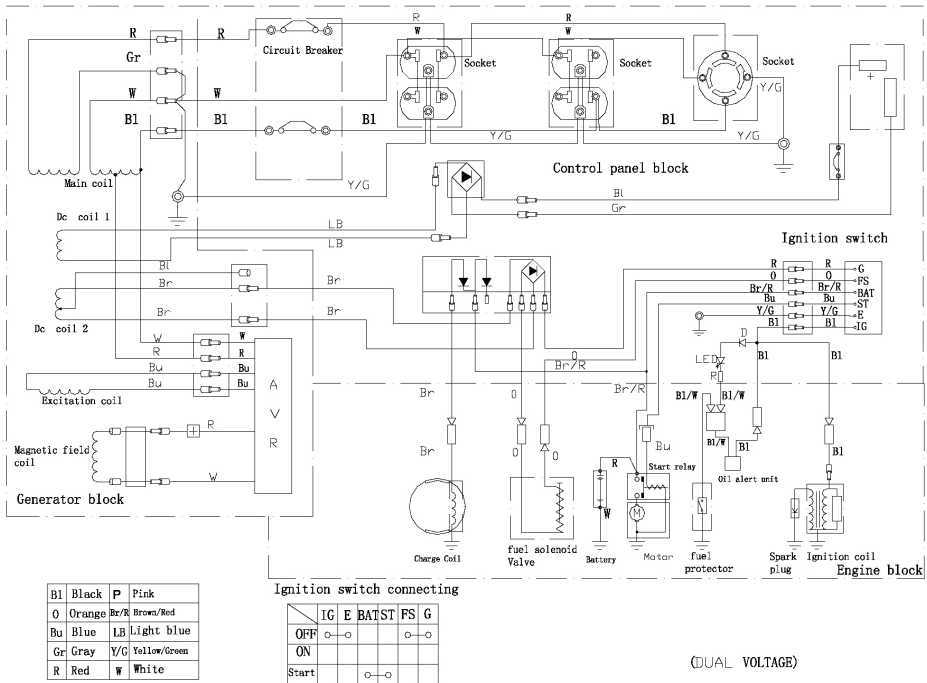 R R R W R W
Circuit Breaker
Gr
Socket Socket Socket
W W
Y/G
Bl Bl Bl
Y/G Y/G
Main coil
Y/G
Control panel block
+
Bl
Gr
Dc coil 1
LB
LB
Ignition switch
Bl
Br Br
Br Br
Dc coil 2
R R G
O O FS
Br/R Br/R BAT
Bu Bu ST
Y/G Y/G E
Bl Bl IG
W W
R R
Bu Bu
Bu Bu
A
V
R
Excitation coil
O
Br/R
Br/R
D
LED
R
Bl Bl
Bl/W Bl/W
Bl/W
Bl
Br O
Br O O
Bu
R
W
Start relay
M
Oil alert unit
Bl
Magnetic field
coil
R
W
Generator block
Charge Coil
fuel solenoid
Valve
Battery
Motor
fuel
protector
Spark
plug
Ignition coil
Engine block
Bl Black P Pink
O Orange Br/R Brown/Red
Bu Blue LB Light blue
Gr Gray Y/G Yellow/Green
R Red W White
Ignition switch connecting
IG E BAT ST FS G
OFF
ON
Start
(DUAL VOLTAGE)